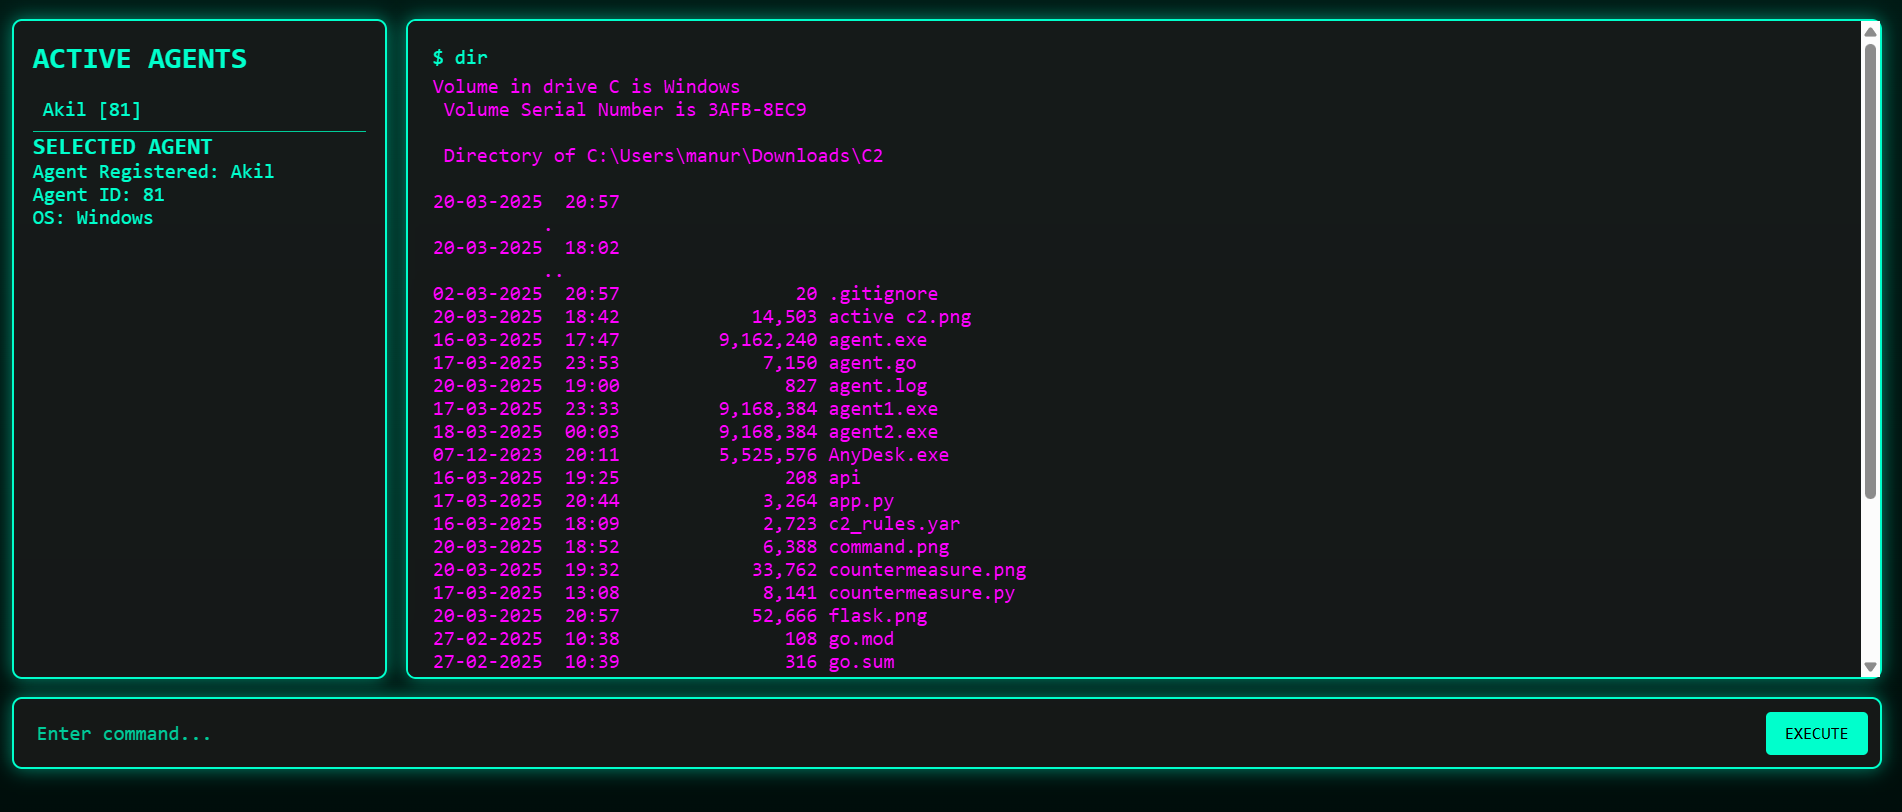 ACTIVE AGENTS
Akil [81]
SELECTED AGENT
Agent Registered: Akil
Agent ID: 81
OS: Windows
$ dir
Volume in drive C is Windows
Volume Serial Number is 3AFB-8EC9
Directory of C:\Users\manur\Downloads\C2
20-03-2025  20:57
.
20-03-2025  18:02
..
02-03-2025  20:57                20 .gitignore
20-03-2025  18:42            14,503 active c2.png
16-03-2025  17:47         9,162,240 agent.exe
17-03-2025  23:53             7,150 agent.go
20-03-2025  19:00               827 agent.log
17-03-2025  23:33         9,168,384 agent1.exe
18-03-2025  00:03         9,168,384 agent2.exe
07-12-2023  20:11         5,525,576 AnyDesk.exe
16-03-2025  19:25               208 api
17-03-2025  20:44             3,264 app.py
16-03-2025  18:09             2,723 c2_rules.yar
20-03-2025  18:52             6,388 command.png
20-03-2025  19:32            33,762 countermeasure.png
17-03-2025  13:08             8,141 countermeasure.py
20-03-2025  20:57            52,666 flask.png
27-02-2025  10:38               108 go.mod
27-02-2025  10:39               316 go.sum
Enter command...
EXECUTE